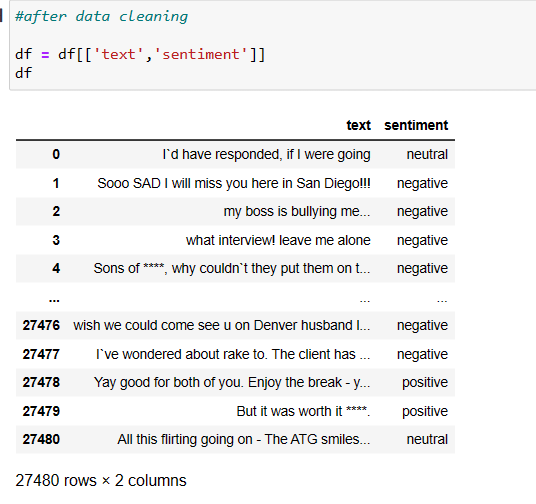 #after data cleaning
df = df[['text','sentiment']]
df
text sentiment
0 I`d have responded, if I were going neutral
1 Sooo SAD I will miss you here in San Diego!!! negative
2 my boss is bullying me... negative
3 what interview! leave me alone negative
4 Sons of ****, why couldn`t they put them on t... negative
... ... ...
27476 wish we could come see u on Denver husband l... negative
27477 I`ve wondered about rake to. The client has ... negative
27478 Yay good for both of you. Enjoy the break - y... positive
27479 But it was worth it ****. positive
27480 All this flirting going on - The ATG smiles... neutral
27480 rows × 2 columns